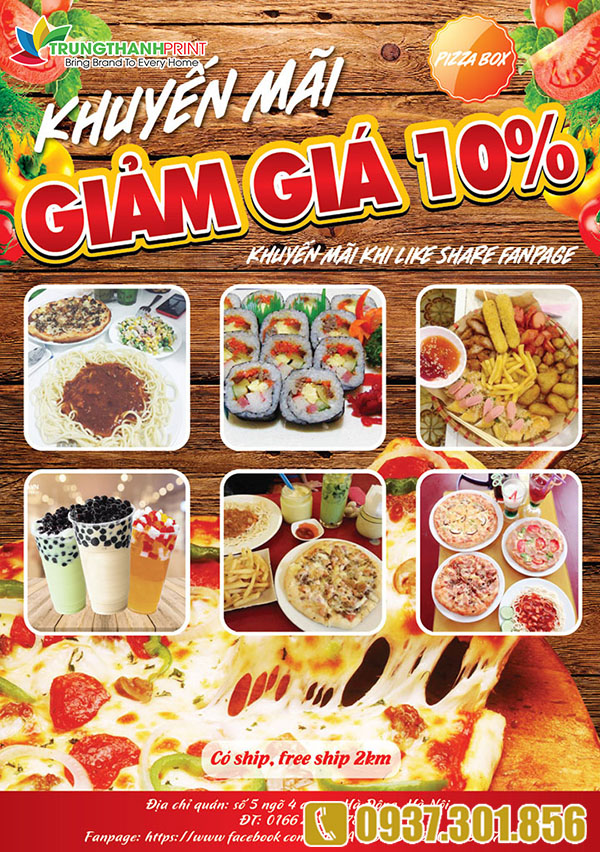 TRUNGTHANHPRINT
Bring Brand To Every Home
PIZZA BOX
KHUYẾN MÃI
GIẢM GIÁ 10%
KHUYẾN MÃI KHI LIKE SHARE FANPAGE
Có ship, free ship 2km
Địa chỉ quán: số 5 ngõ 4 Hà Đông, Hà Nội
ĐT: 0166
Fanpage: https://www.facebook.com
0937.301.856